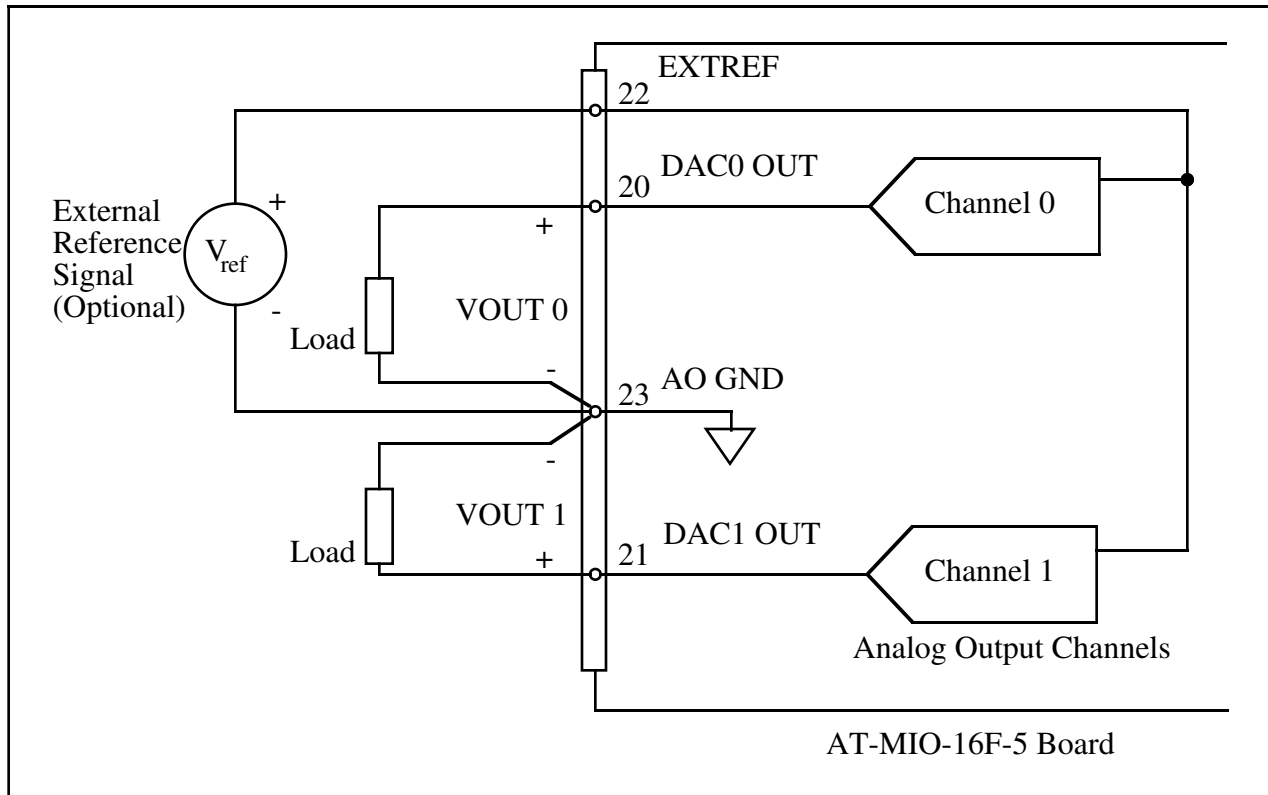 EXTREF
22
DAC0 OUT
20
Channel 0
+
External
Reference
Signal
(Optional)
Vref
-
+
VOUT 0
Load
-
AO GND
23
-
VOUT 1
Load
+
DAC1 OUT
21
Channel 1
Analog Output Channels
AT-MIO-16F-5 Board